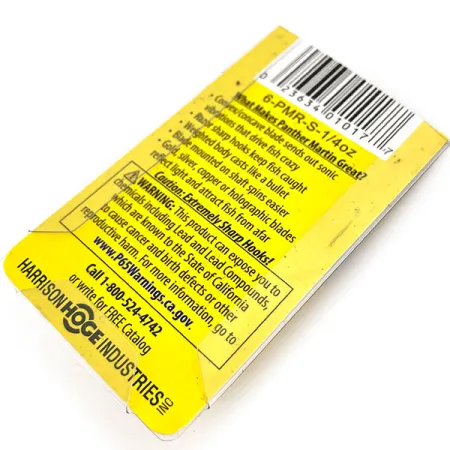 0 23634 01017 7
6-PMR-S-1/4oz
What Makes Panther Martin Great?
• Convex/concave blade sends out sonic
vibrations that drive fish crazy
• Razor sharp hooks keep fish caught
• Weighted body casts like a bullet
• Blade mounted on shaft spins easier
• Gold, silver, copper or holographic blades
reflect light and attract fish from afar
Caution: Extremely Sharp Hooks!
⚠WARNING: This product can expose you to
chemicals including Lead and Lead Compounds,
which are known to the State of California
to cause cancer and birth defects or other
reproductive harm. For more information, go to
www.P65Warnings.ca.gov.
Call 1-800-524-4742
or write for FREE Catalog
HARRISON HOGE INDUSTRIES INC